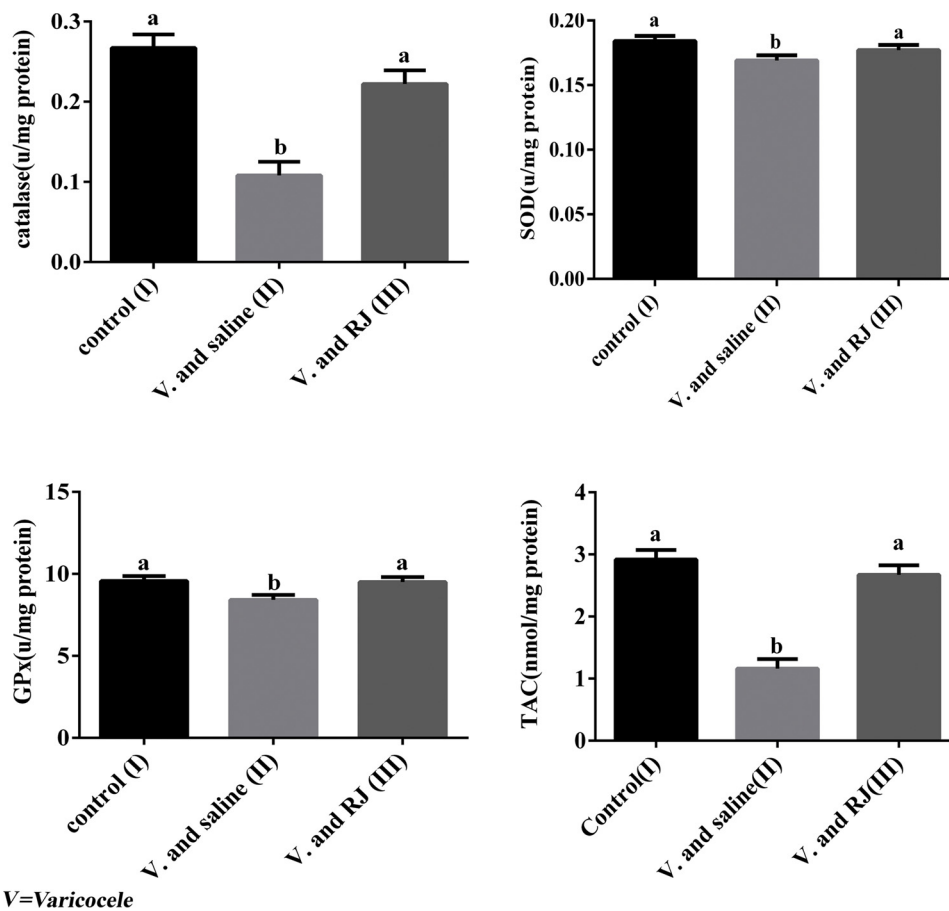 catalase(u/mg protein)
0.3
0.2
0.1
0.0
a
b
a
control (I)
V. and saline (II)
V. and RJ (III)
SOD(u/mg protein)
0.20
0.15
0.10
0.05
0.00
a
b
a
control (I)
V. and saline (II)
V. and RJ (III)
GPx(u/mg protein)
15
10
5
0
a
b
a
control (I)
V. and saline (II)
V. and RJ (III)
TAC(nmol/mg protein)
4
3
2
1
0
a
b
a
Control(I)
V. and saline(II)
V. and RJ(III)
V=Varicocele